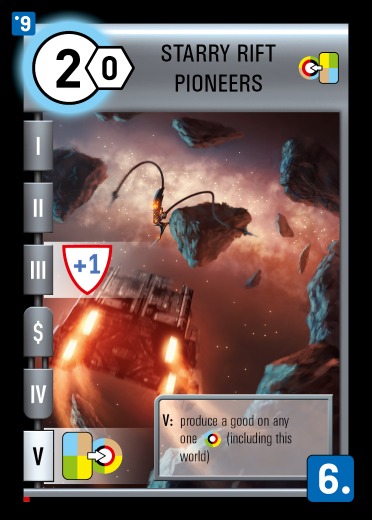 9.
2 0
STARRY RIFT
PIONEERS
I
II
III
+1
$
IV
V
V: produce a good on any
one (including this
world)
6.